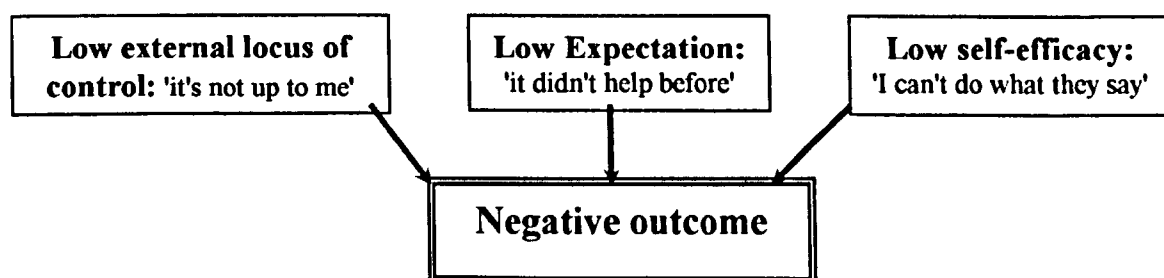 Low external locus of
control: 'it's not up to me'
Low Expectation:
'it didn't help before'
Low self-efficacy:
'I can't do what they say'
Negative outcome